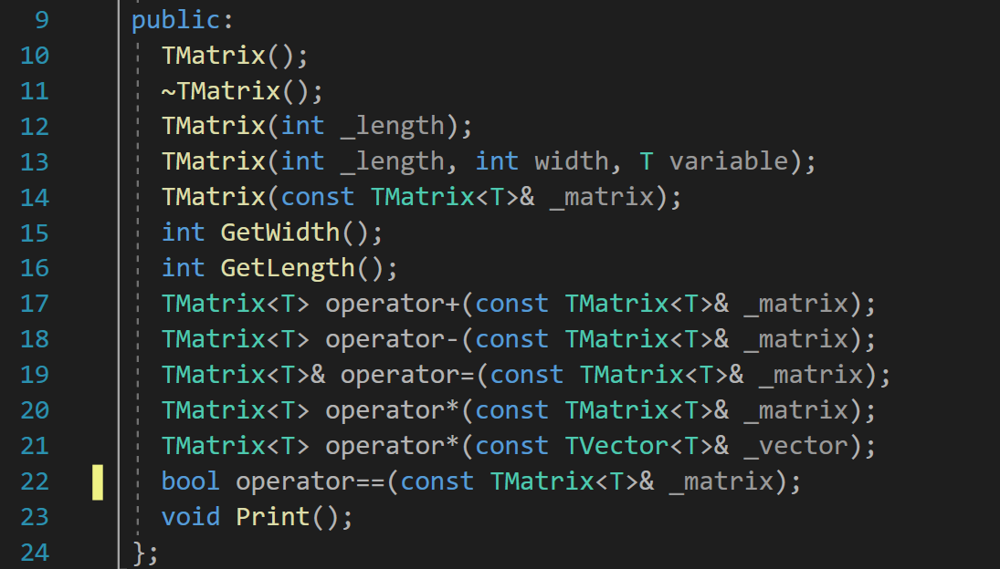 9 public:
10 TMatrix();
11 ~TMatrix();
12 TMatrix(int _length);
13 TMatrix(int _length, int width, T variable);
14 TMatrix(const TMatrix<T>& _matrix);
15 int GetWidth();
16 int GetLength();
17 TMatrix<T> operator+(const TMatrix<T>& _matrix);
18 TMatrix<T> operator-(const TMatrix<T>& _matrix);
19 TMatrix<T>& operator=(const TMatrix<T>& _matrix);
20 TMatrix<T> operator*(const TMatrix<T>& _matrix);
21 TMatrix<T> operator*(const TVector<T>& _vector);
22 bool operator==(const TMatrix<T>& _matrix);
23 void Print();
24 };